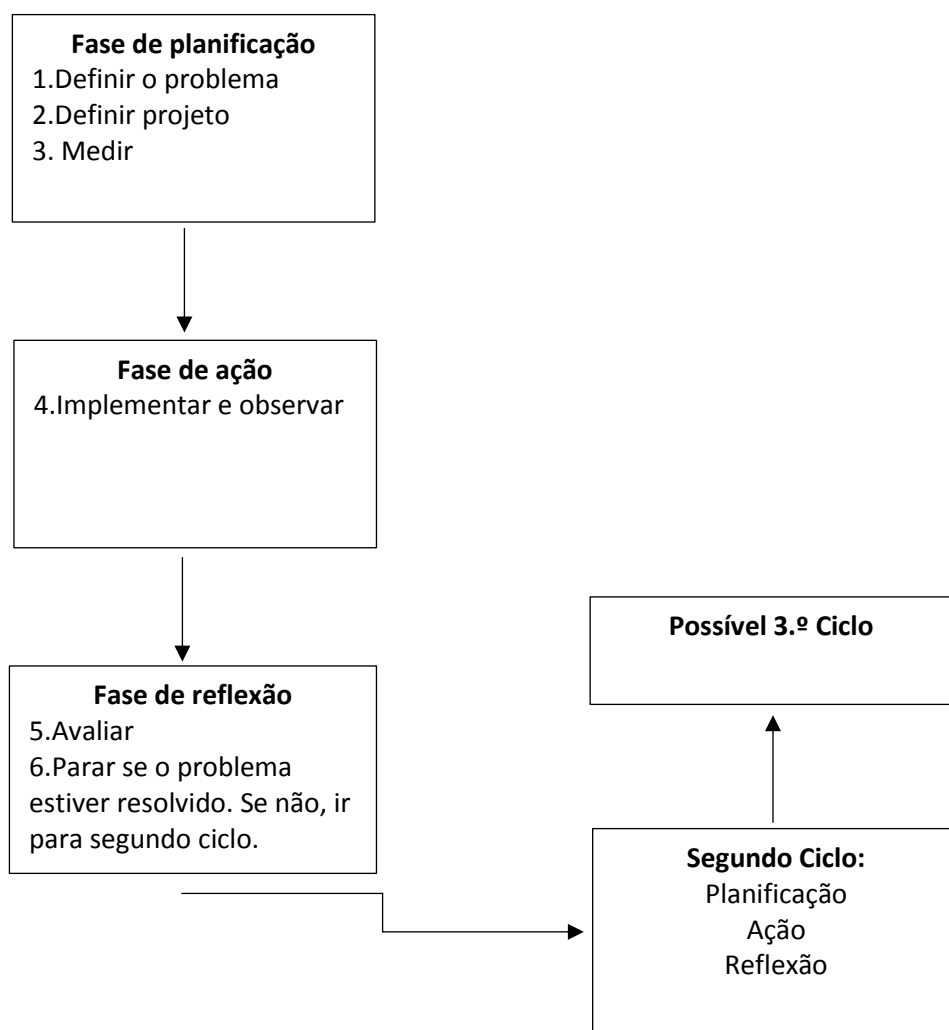 Fase de planificação
1.Definir o problema
2.Definir projeto
3. Medir
Fase de ação
4.Implementar e observar
Fase de reflexão
5.Avaliar
6.Parar se o problema
estiver resolvido. Se não, ir
para segundo ciclo.
Possível 3.º Ciclo
Segundo Ciclo:
Planificação
Ação
Reflexão